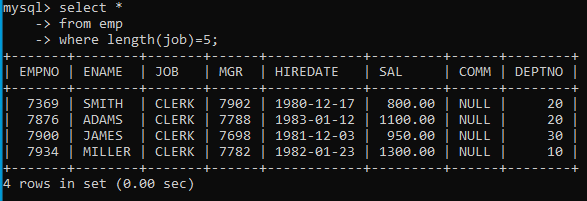 mysql> select *
    -> from emp
    -> where length(job)=5;
+-------+--------+-------+------+------------+---------+------+--------+
| EMPNO | ENAME  | JOB   | MGR  | HIREDATE   | SAL     | COMM | DEPTNO |
+-------+--------+-------+------+------------+---------+------+--------+
|  7369 | SMITH  | CLERK | 7902 | 1980-12-17 |  800.00 | NULL |     20 |
|  7876 | ADAMS  | CLERK | 7788 | 1983-01-12 | 1100.00 | NULL |     20 |
|  7900 | JAMES  | CLERK | 7698 | 1981-12-03 |  950.00 | NULL |     30 |
|  7934 | MILLER | CLERK | 7782 | 1982-01-23 | 1300.00 | NULL |     10 |
+-------+--------+-------+------+------------+---------+------+--------+
4 rows in set (0.00 sec)